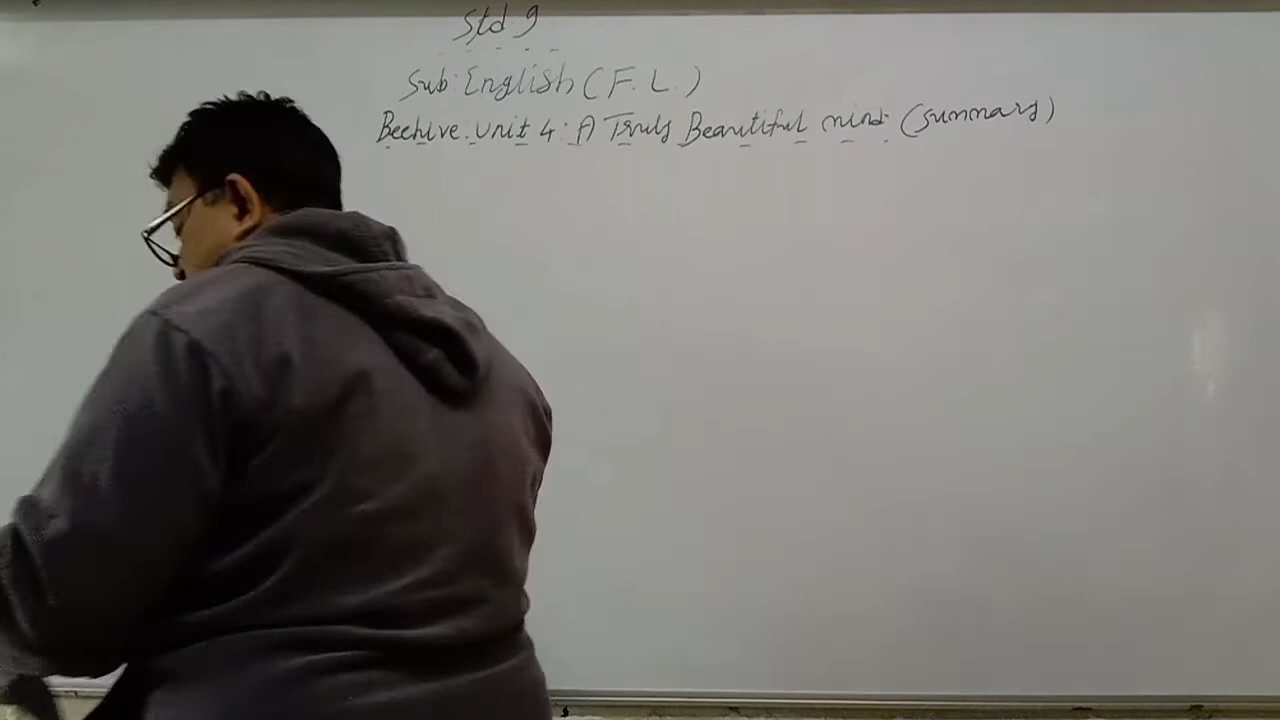 Std 9
Sub: English (F.L.)
Beehive. Unit 4: A Truly Beautiful mind (summary)